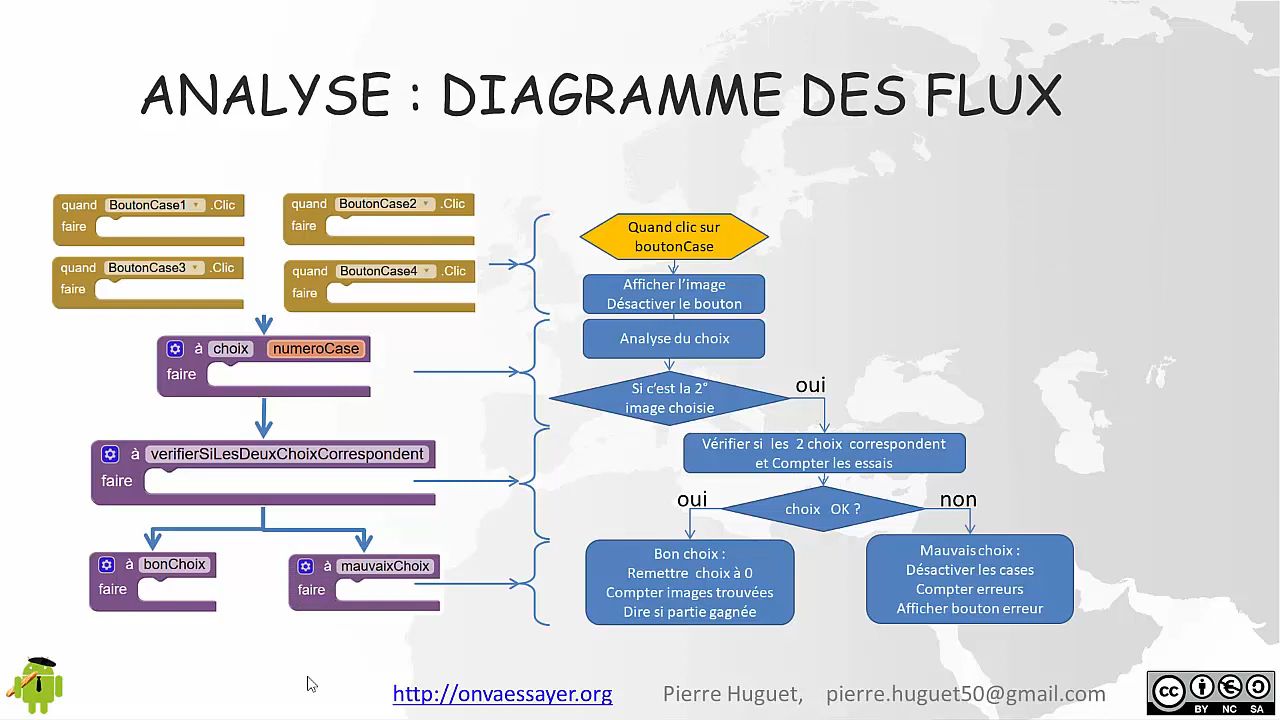 ANALYSE : DIAGRAMME DES FLUX
quand BoutonCase1 .Clic
faire
quand BoutonCase2 .Clic
faire
quand BoutonCase3 .Clic
faire
quand BoutonCase4 .Clic
faire
à choix numeroCase
faire
à verifierSiLesDeuxChoixCorrespondent
faire
à bonChoix
faire
à mauvaixChoix
faire
Quand clic sur
boutonCase
Afficher l'image
Désactiver le bouton
Analyse du choix
Si c'est la 2°
image choisie
oui
Vérifier si les 2 choix correspondent
et Compter les essais
choix OK ?
oui
non
Bon choix :
Remettre choix à 0
Compter images trouvées
Dire si partie gagnée
Mauvais choix :
Désactiver les cases
Compter erreurs
Afficher bouton erreur
http://onvaessayer.org
Pierre Huguet, pierre.huguet50@gmail.com
cc
BY NC SA